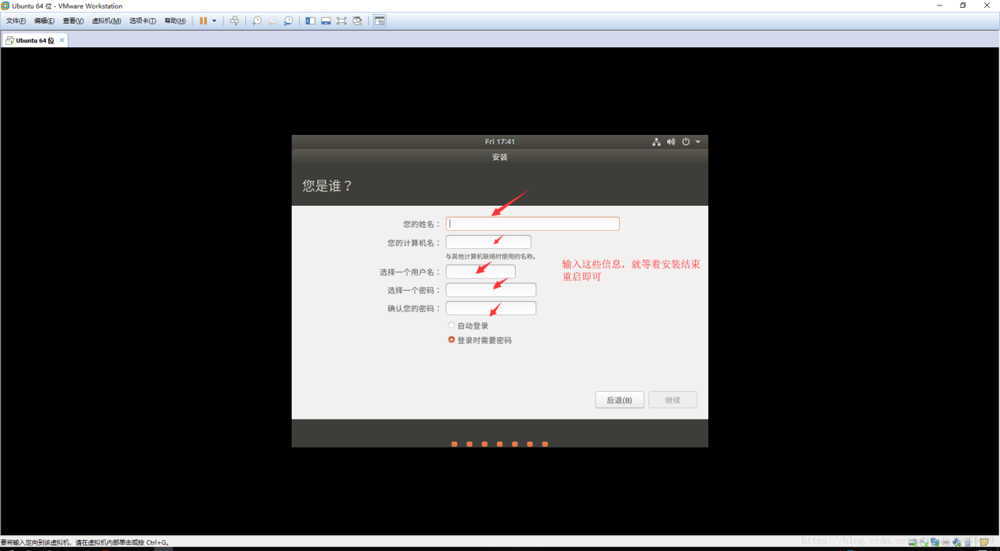 Ubuntu 64 位 - VMware Workstation
文件(F) 编辑(E) 查看(V) 虚拟机(M) 选项卡(T) 帮助(H)
Ubuntu 64 位
Fri 17:41
安装
您是谁？
您的姓名：
您的计算机名：
与其他计算机联络时使用的名称。
选择一个用户名：
选择一个密码：
确认您的密码：
自动登录
登录时需要密码
输入这些信息，就等着安装结束
重启即可
后退(B) 继续
要将输入定向到该虚拟机，请在虚拟机内部单击或按 Ctrl+G。
https://blog.csdn.net